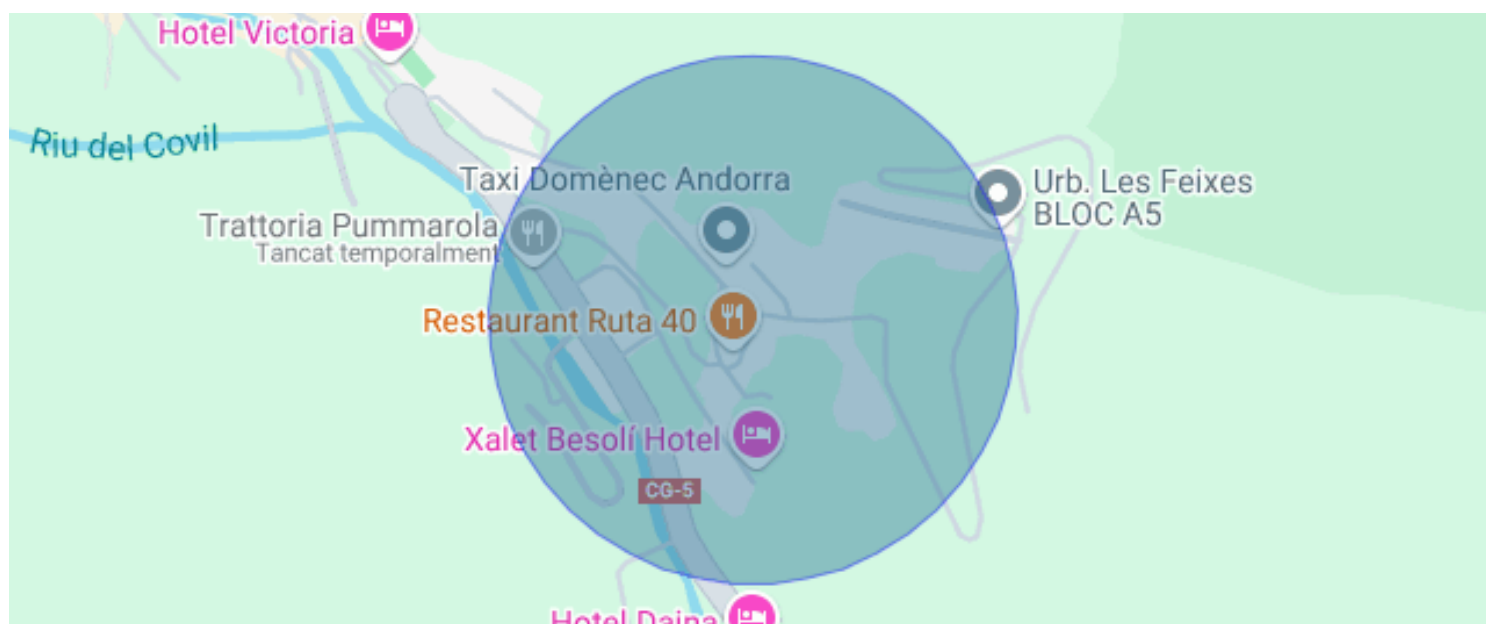 Hotel Victoria
Riu del Covil
Taxi Domènec Andorra
Urb. Les Feixes
BLOC A5
Trattoria Pummarola
Tancat temporalment
Restaurant Ruta 40
Xalet Besolí Hotel
CG-5
Hotel Daina